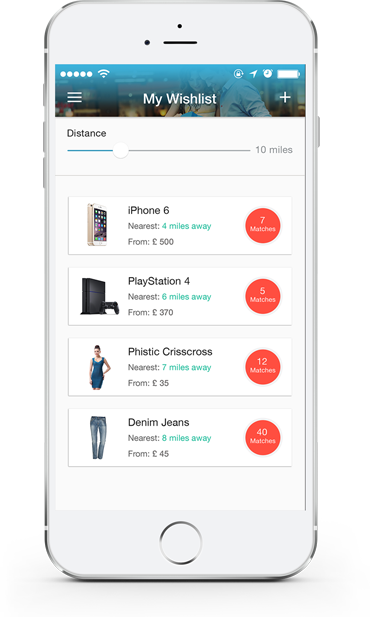 My Wishlist
Distance
10 miles
iPhone 6
Nearest: 4 miles away
From: £ 500
7
Matches
PlayStation 4
Nearest: 6 miles away
From: £ 370
5
Matches
Phistic Crisscross
Nearest: 7 miles away
From: £ 35
12
Matches
Denim Jeans
Nearest: 8 miles away
From: £ 45
40
Matches